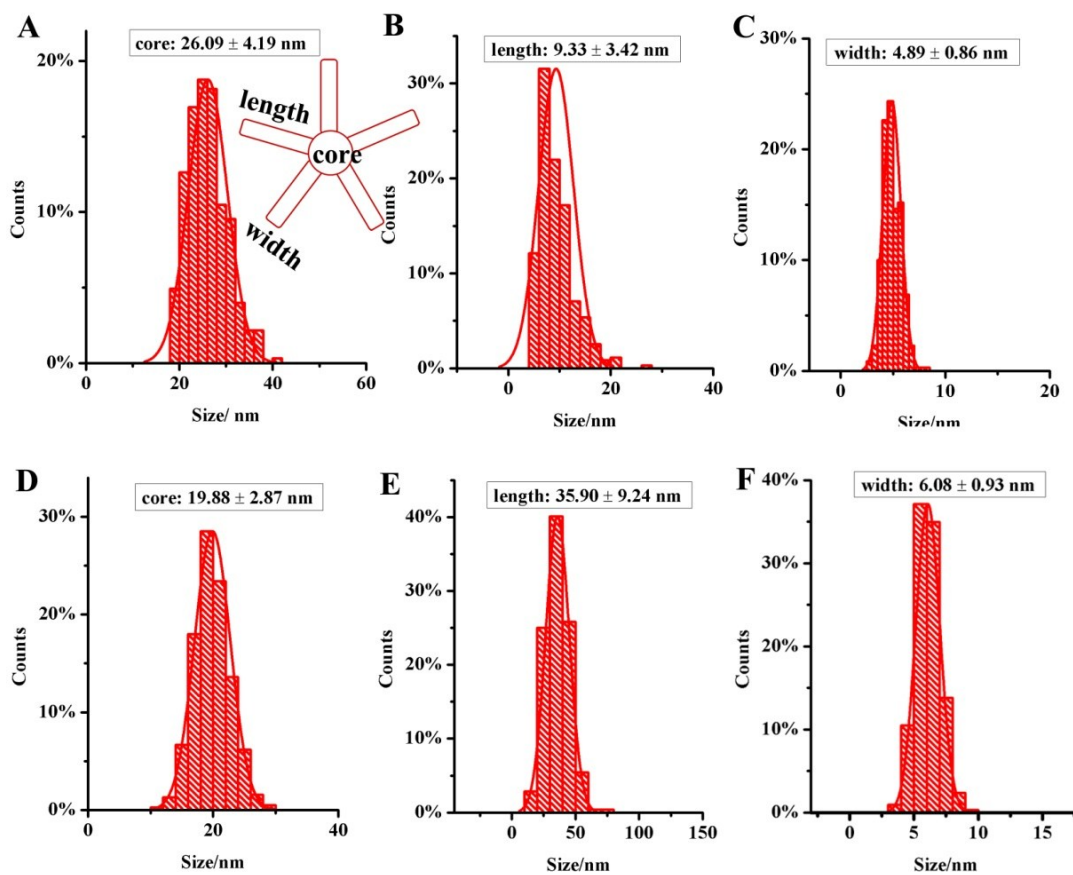 A
core: 26.09 ± 4.19 nm
20%
10%
0%
Counts
0 20 40 60
Size/ nm
length
core
width
B
length: 9.33 ± 3.42 nm
30%
20%
10%
0%
Counts
0 20 40
Size/nm
C
width: 4.89 ± 0.86 nm
30%
20%
10%
0%
Counts
0 10 20
Size/nm
D
core: 19.88 ± 2.87 nm
30%
20%
10%
0%
Counts
0 20 40
Size/nm
E
length: 35.90 ± 9.24 nm
40%
30%
20%
10%
0%
Counts
0 50 100 150
Size/nm
F
width: 6.08 ± 0.93 nm
40%
30%
20%
10%
0%
Counts
0 5 10 15
Size/nm